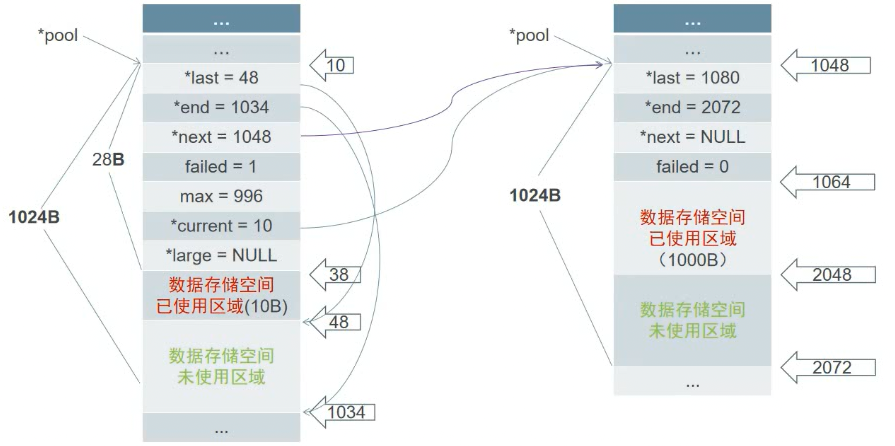 ...
*pool
...
10
*last = 48
*end = 1034
*next = 1048
28B
failed = 1
max = 996
1024B
*current = 10
*large = NULL
38
数据存储空间
已使用区域(10B)
48
数据存储空间
未使用区域
1034
...
...
*pool
...
1048
*last = 1080
*end = 2072
*next = NULL
failed = 0
1064
1024B
数据存储空间
已使用区域
（1000B）
2048
数据存储空间
未使用区域
2072
...